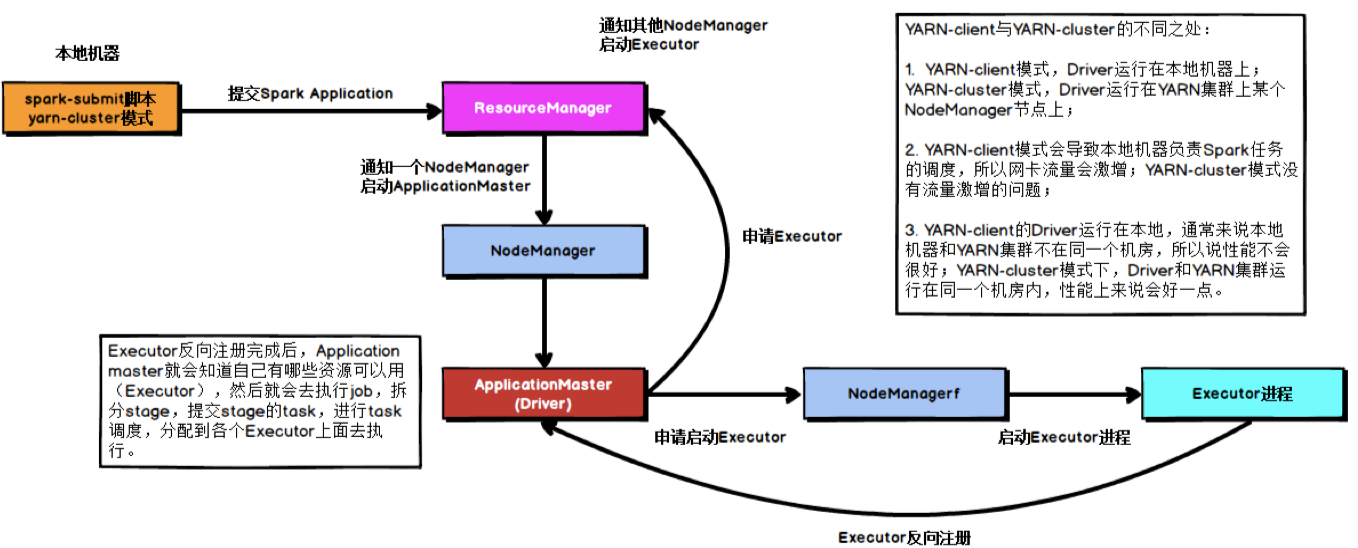 通知其他NodeManager
启动Executor
本地机器
spark-submit脚本
yarn-cluster模式
提交Spark Application
ResourceManager
通知一个NodeManager
启动ApplicationMaster
NodeManager
申请Executor
YARN-client与YARN-cluster的不同之处：
1. YARN-client模式，Driver运行在本地机器上；
YARN-cluster模式，Driver运行在YARN集群上某个
NodeManager节点上；
2. YARN-client模式会导致本地机器负责Spark任务
的调度，所以网卡流量会激增；YARN-cluster模式没
有流量激增的问题；
3. YARN-client的Driver运行在本地，通常来说本地
机器和YARN集群不在同一个机房，所以说性能不会
很好；YARN-cluster模式下，Driver和YARN集群运
行在同一个机房内，性能上来说会好一点。
Executor反向注册完成后，Application
master就会知道自己有哪些资源可以用
（Executor），然后就会去执行job，拆
分stage，提交stage的task，进行task
调度，分配到各个Executor上面去执
行。
ApplicationMaster
(Driver)
申请启动Executor
NodeManagerf
启动Executor进程
Executor进程
Executor反向注册